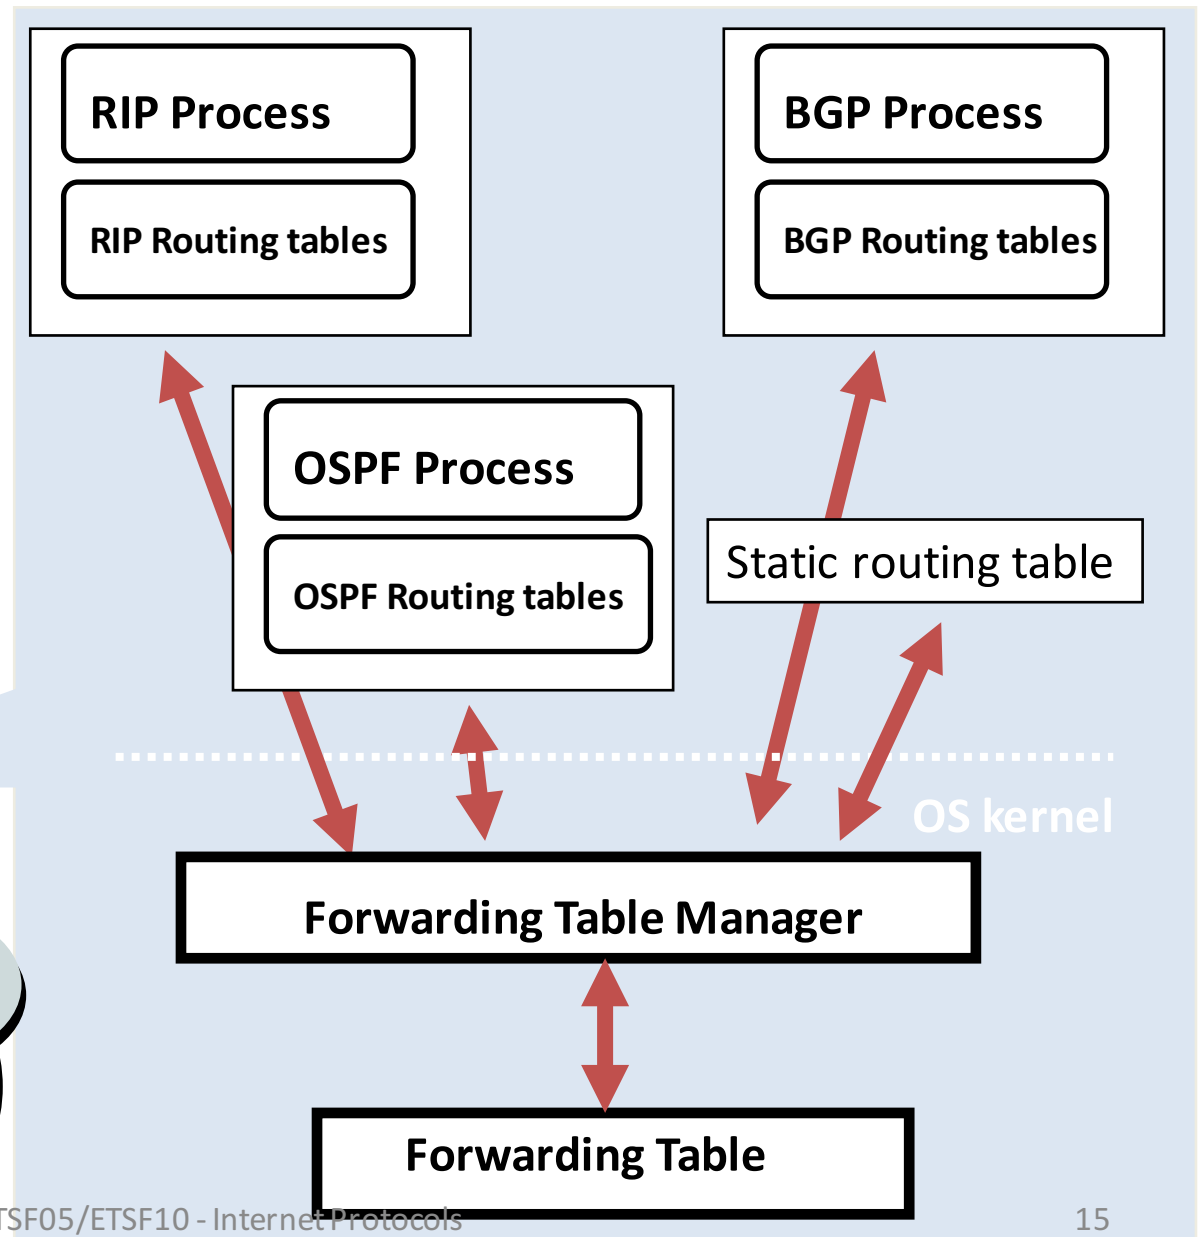 RIP Process
RIP Routing tables
BGP Process
BGP Routing tables
OSPF Process
OSPF Routing tables
Static routing table
OS kernel
Forwarding Table Manager
Forwarding Table
TSF05/ETSF10 - Internet Protocols
15